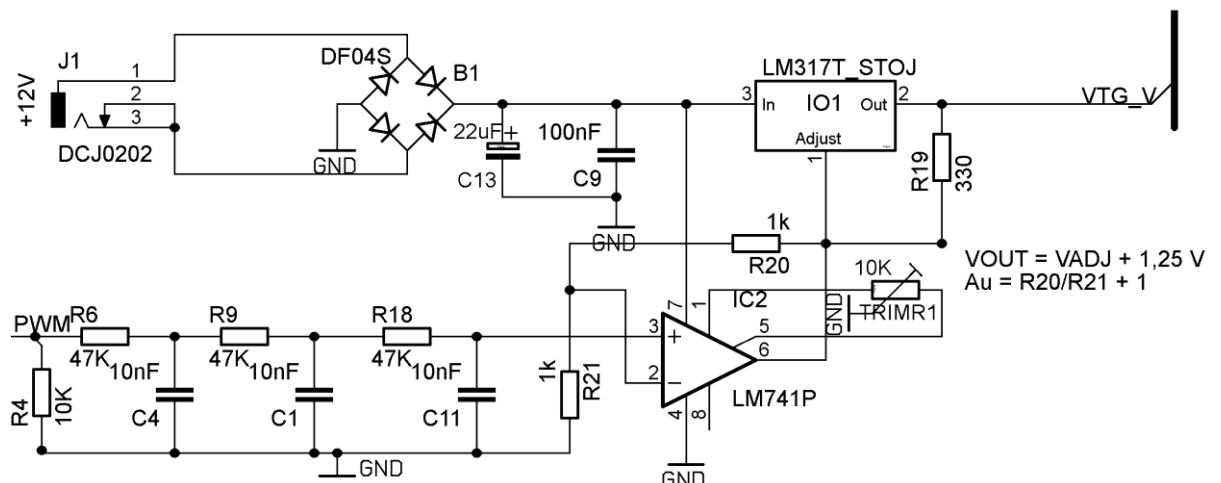 J1
+12V
1
2
3
DCJ0202
DF04S
B1
GND
22uF+
C13
100nF
C9
GND
LM317T_STOJ
3
In
IO1
Out
2
Adjust
1
R19
330
VTG_V
1k
R20
VOUT = VADJ + 1,25 V
Au = R20/R21 + 1
10K
TRIMR1
GND
PWM
R6
47K
R9
47K
R18
47K
10nF
C4
10nF
C1
10nF
C11
R4
10K
GND
1k
R21
IC2
3
+
2
−
7
1
5
6
4
8
LM741P
GND